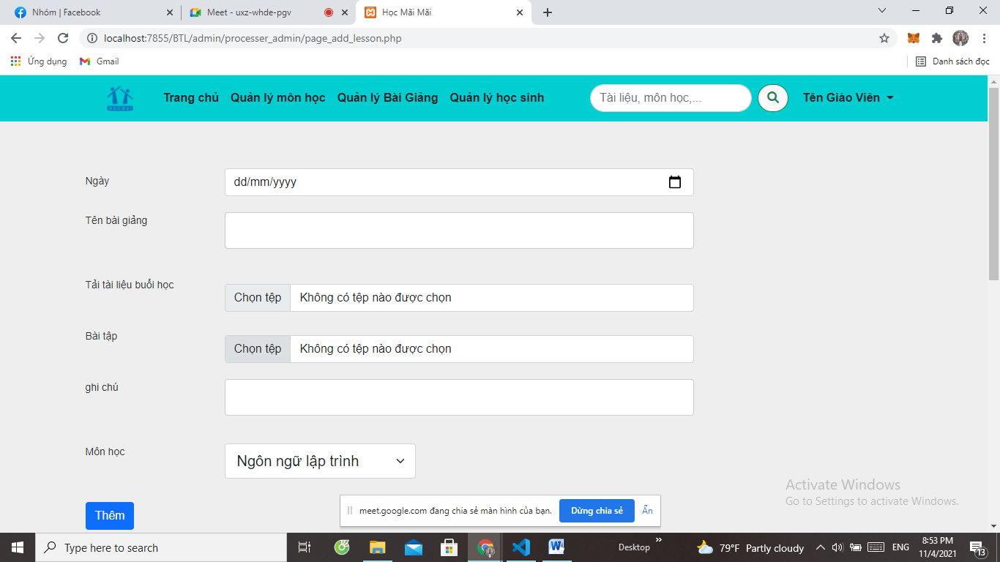 Nhóm | Facebook
Meet - uxz-whde-pgv
Học Mãi Mãi
localhost:7855/BTL/admin/processer_admin/page_add_lesson.php
Ứng dụng
Gmail
Danh sách đọc
HOCMAI
Trang chủ
Quản lý môn học
Quản lý Bài Giảng
Quản lý học sinh
Tài liệu, môn học,...
Tên Giáo Viên
Ngày
dd/mm/yyyy
Tên bài giảng
Tải tài liệu buổi học
Chọn tệp
Không có tệp nào được chọn
Bài tập
Chọn tệp
Không có tệp nào được chọn
ghi chú
Môn học
Ngôn ngữ lập trình
Activate Windows
Go to Settings to activate Windows.
Thêm
meet.google.com đang chia sẻ màn hình của bạn.
Dừng chia sẻ
Ẩn
Type here to search
Desktop
79°F Partly cloudy
ENG
8:53 PM
11/4/2021
13